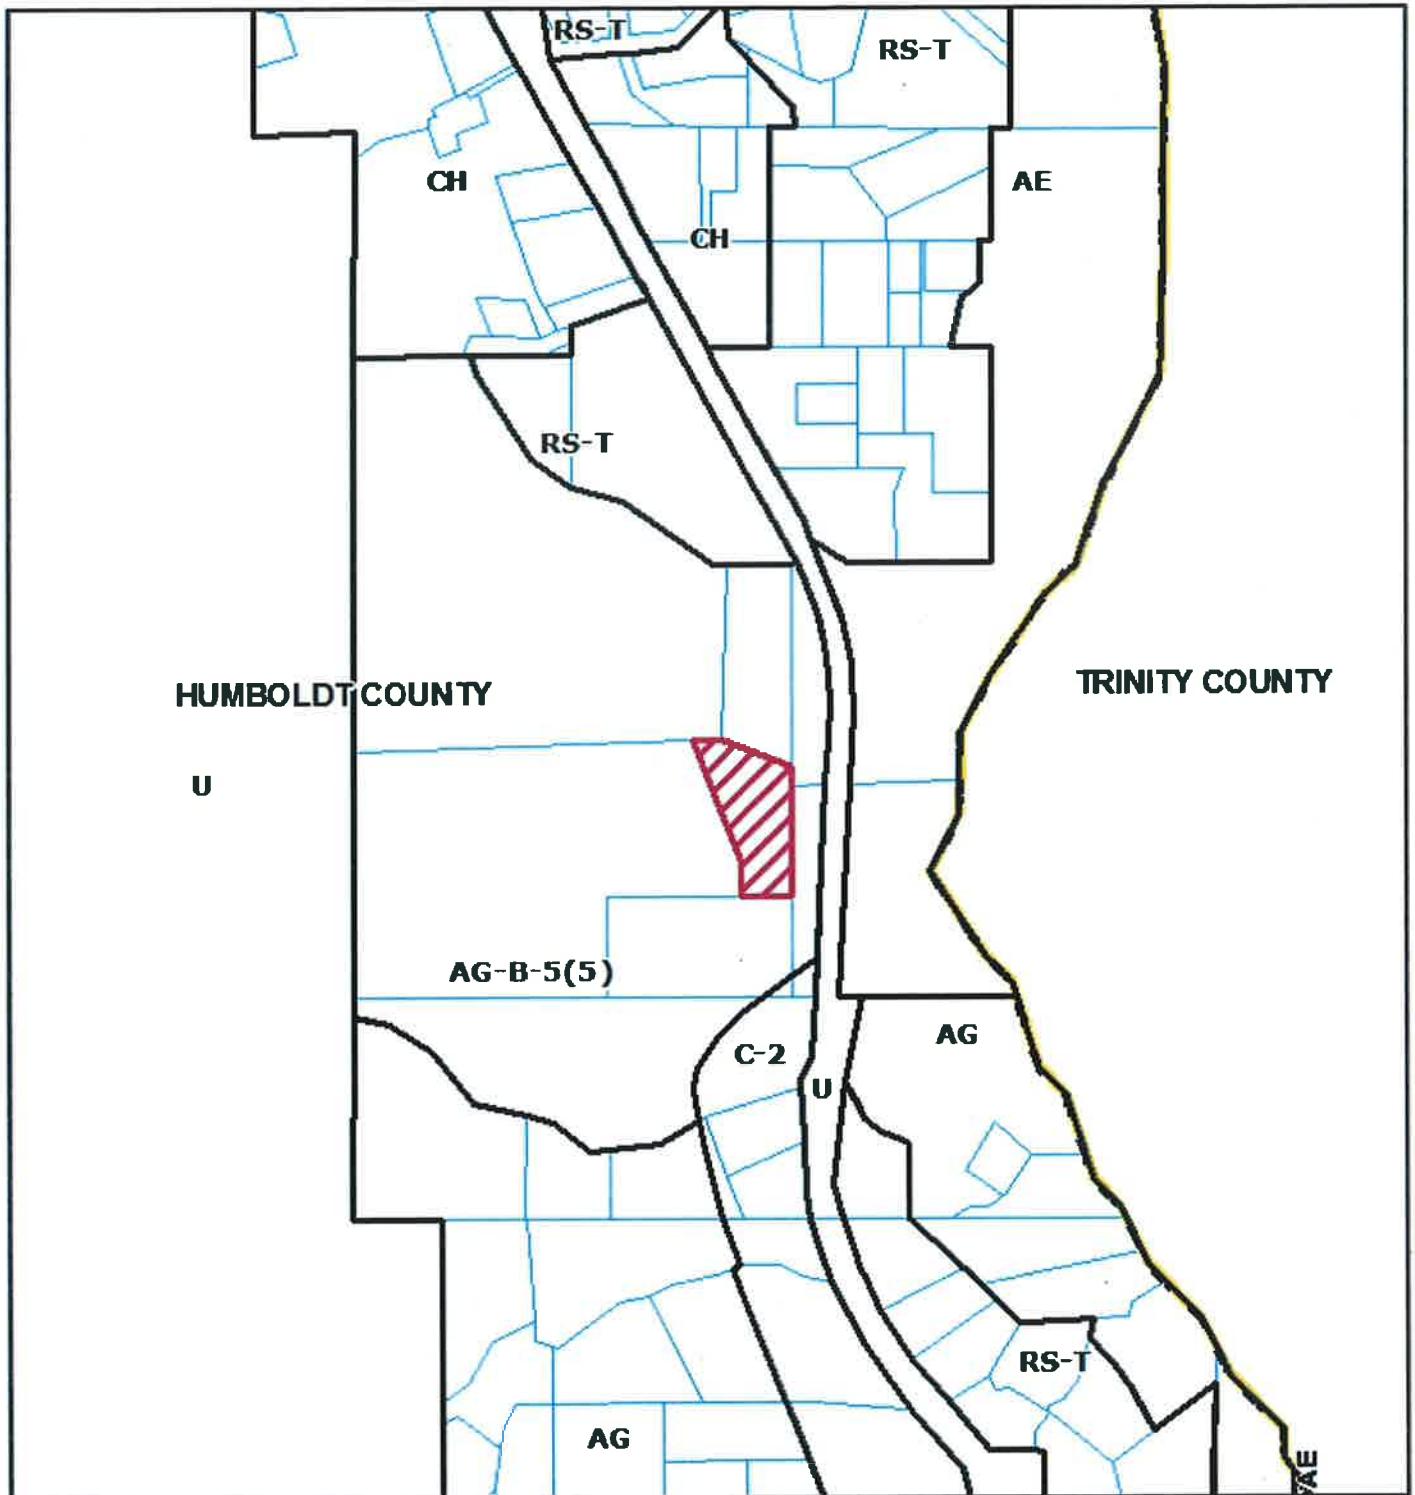 RS-T
RS-T
CH
AE
CH
RS-T
HUMBOLDT COUNTY
TRINITY COUNTY
U
AG-B-5(5)
AG
C-2
U
RS-T
AG
AE